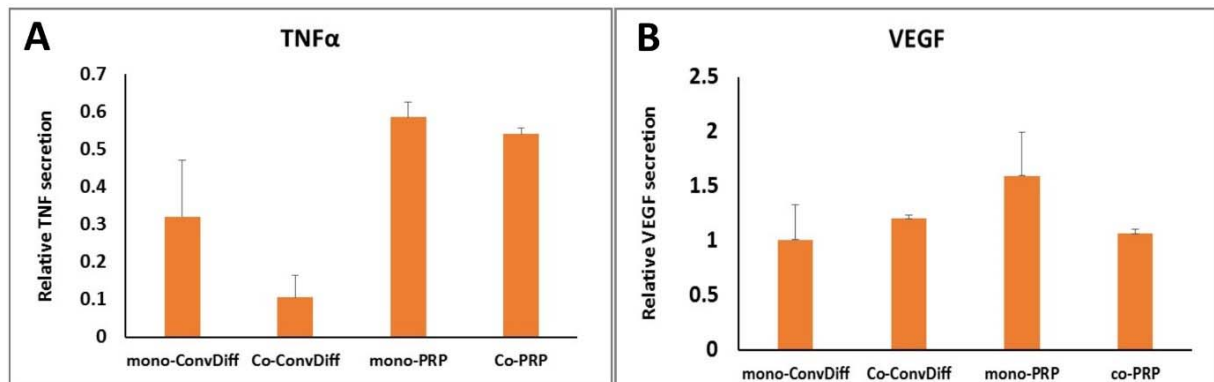 A
TNFα
Relative TNF secretion
0.7
0.6
0.5
0.4
0.3
0.2
0.1
0
mono-ConvDiff Co-ConvDiff mono-PRP Co-PRP
B
VEGF
Relative VEGF secretion
2.5
2
1.5
1
0.5
0
mono-ConvDiff Co-ConvDiff mono-PRP co-PRP